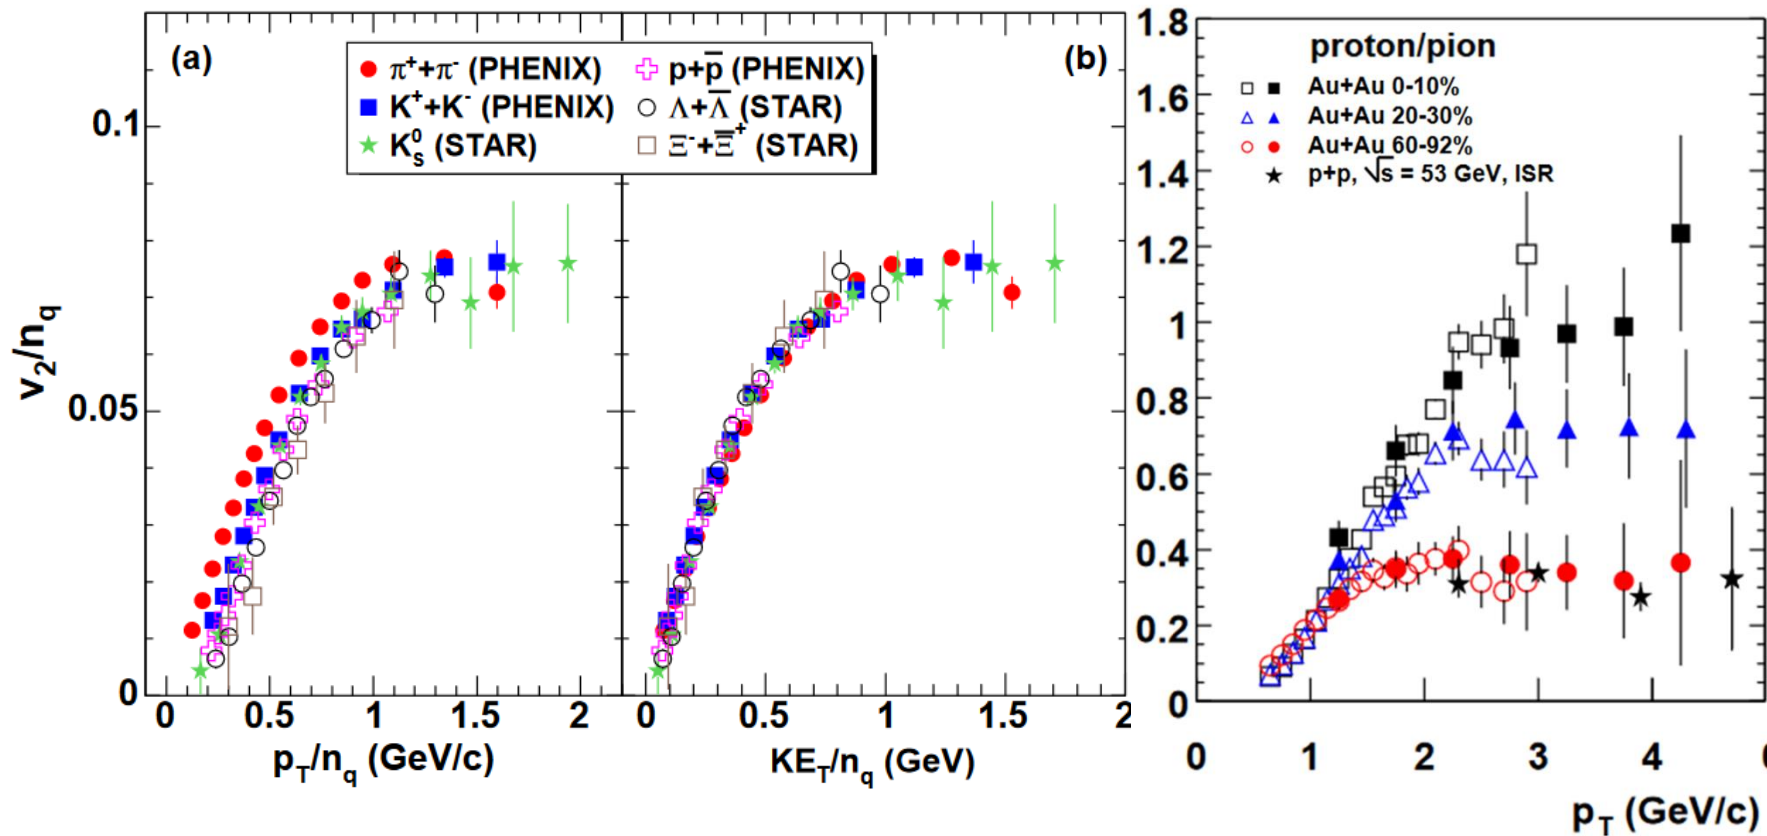 (a)
π⁺+π⁻ (PHENIX)
K⁺+K⁻ (PHENIX)
K⁰ₛ (STAR)
p+p̅ (PHENIX)
Λ+Λ̅ (STAR)
Ξ⁻+Ξ̅⁺ (STAR)
(b)
0.1
0.05
0
v₂/n_q
0 0.5 1 1.5 2
p_T/n_q (GeV/c)
0 0.5 1 1.5 2
KE_T/n_q (GeV)
proton/pion
Au+Au 0-10%
Au+Au 20-30%
Au+Au 60-92%
p+p, √s = 53 GeV, ISR
1.8
1.6
1.4
1.2
1
0.8
0.6
0.4
0.2
0
0 1 2 3 4
p_T (GeV/c)